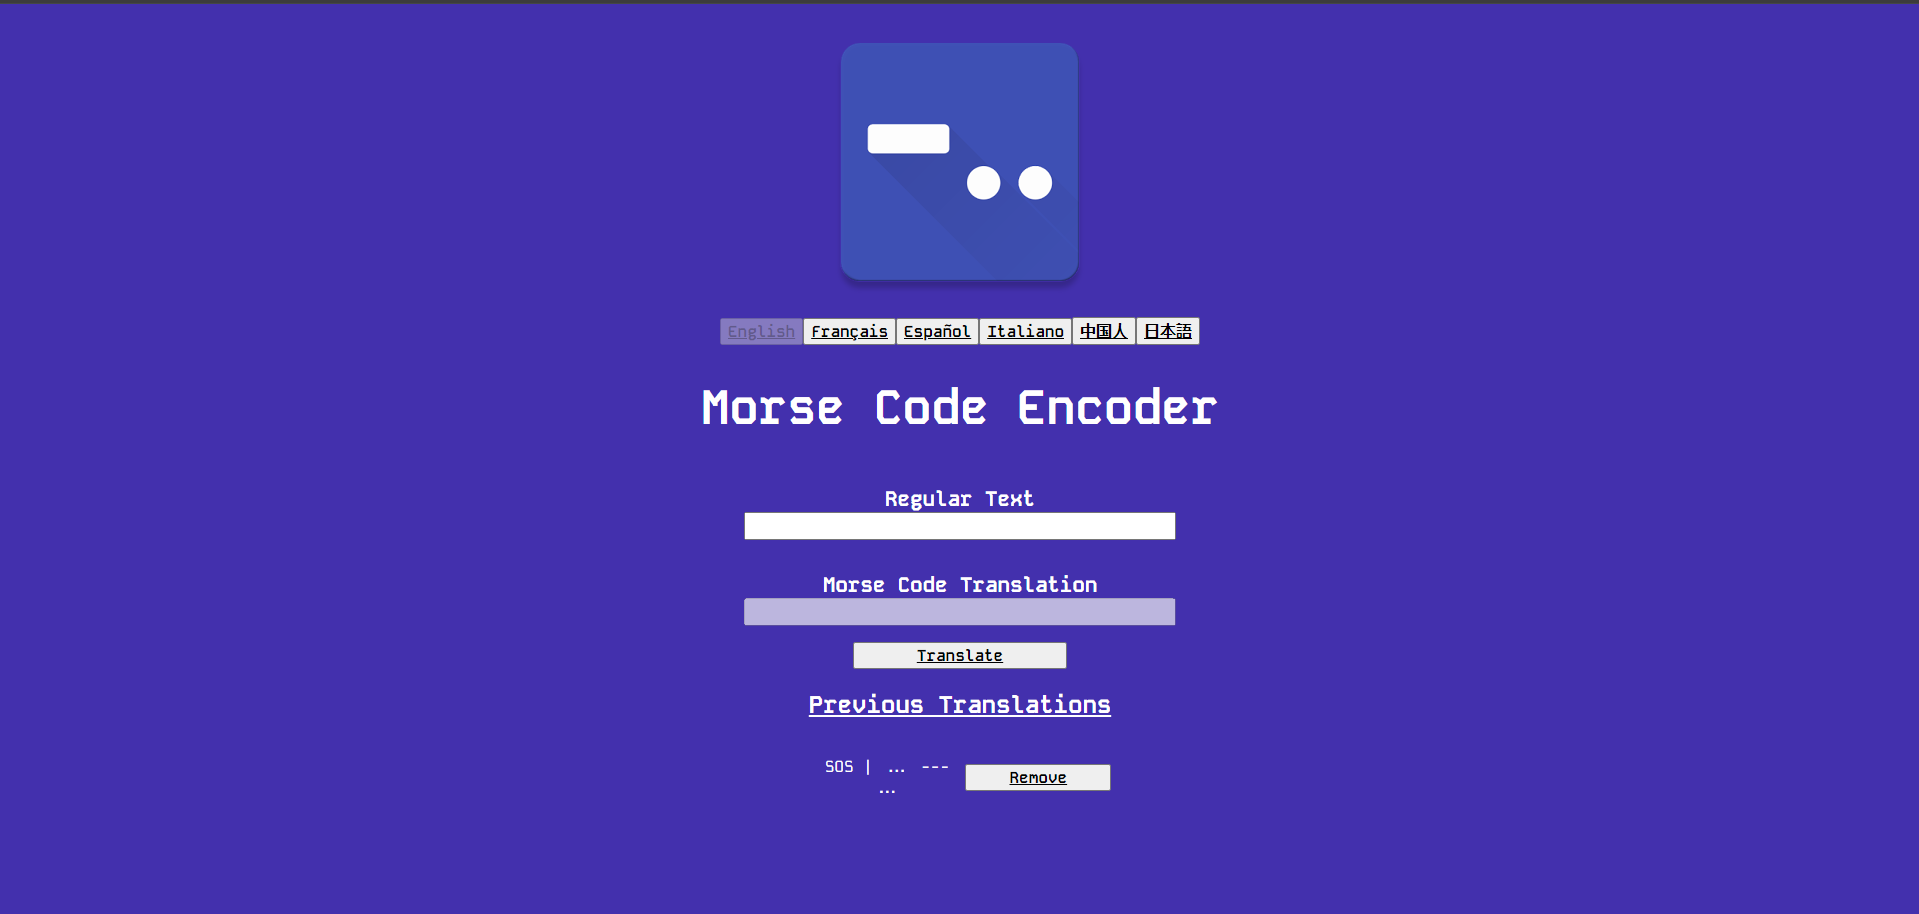 English Français Español Italiano 中国人 日本語
Morse Code Encoder
Regular Text
Morse Code Translation
Translate
Previous Translations
SOS | ... ---
...
Remove